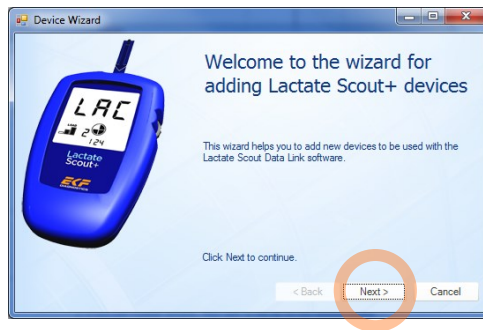 Device Wizard
Welcome to the wizard for
adding Lactate Scout+ devices
LAC
2
124
Lactate
Scout+
EKF
This wizard helps you to add new devices to be used with the
Lactate Scout Data Link software.
Click Next to continue.
< Back
Next >
Cancel